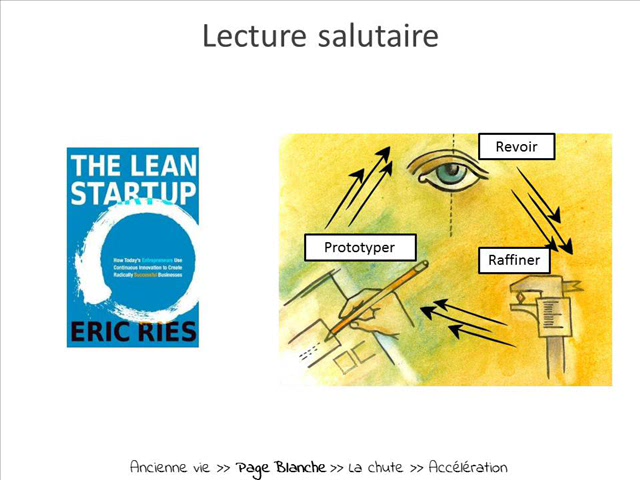 Lecture salutaire
THE LEAN
STARTUP
How Today's Entrepreneurs Use
Continuous Innovation to Create
Radically Successful Businesses
ERIC RIES
Revoir
Prototyper
Raffiner
Ancienne vie >> Page Blanche >> La chute >> Accélération